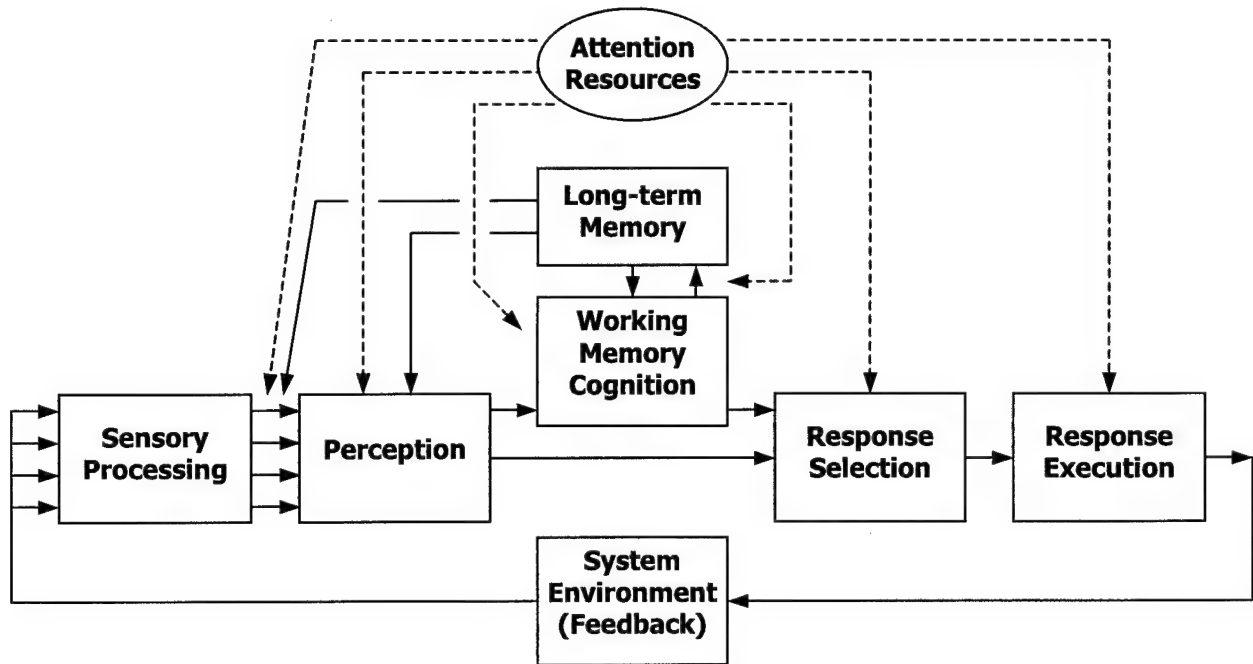 Attention
Resources
Long-term
Memory
Working
Memory
Cognition
Sensory
Processing
Perception
Response
Selection
Response
Execution
System
Environment
(Feedback)